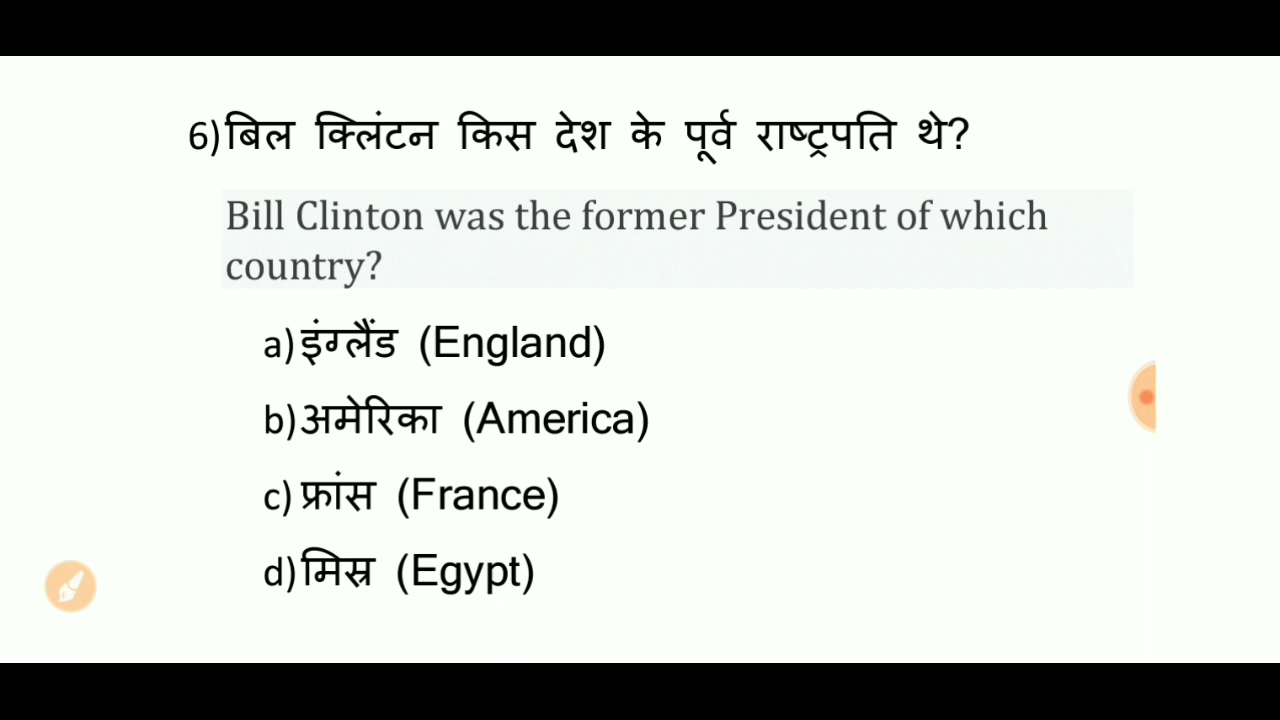 6)बिल क्लिंटन किस देश के पूर्व राष्ट्रपति थे?
Bill Clinton was the former President of which
country?
a)इंग्लैंड (England)
b)अमेरिका (America)
c) फ्रांस (France)
d)मिस्र (Egypt)